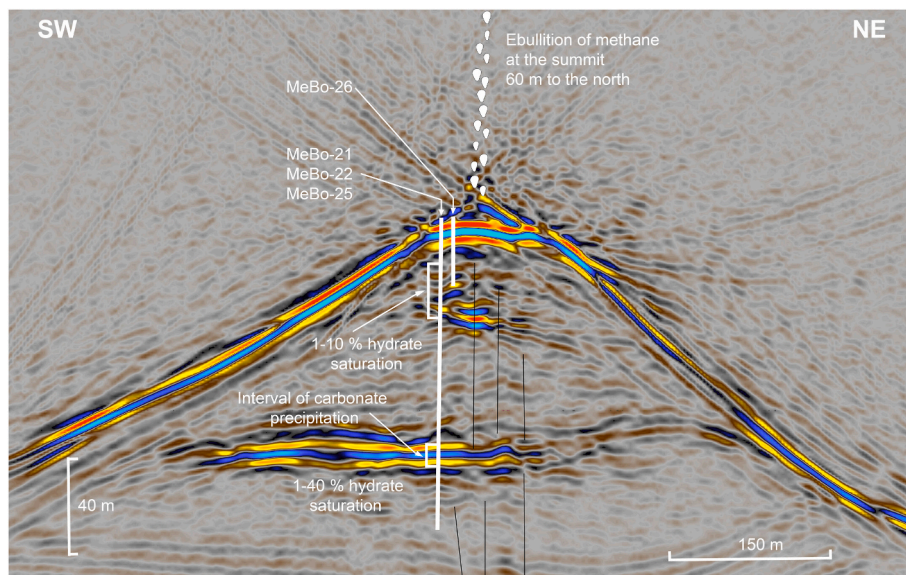 SW
NE
Ebullition of methane
at the summit
60 m to the north
MeBo-26
MeBo-21
MeBo-22
MeBo-25
1-10 % hydrate
saturation
Interval of carbonate
precipitation
1-40 % hydrate
saturation
40 m
150 m